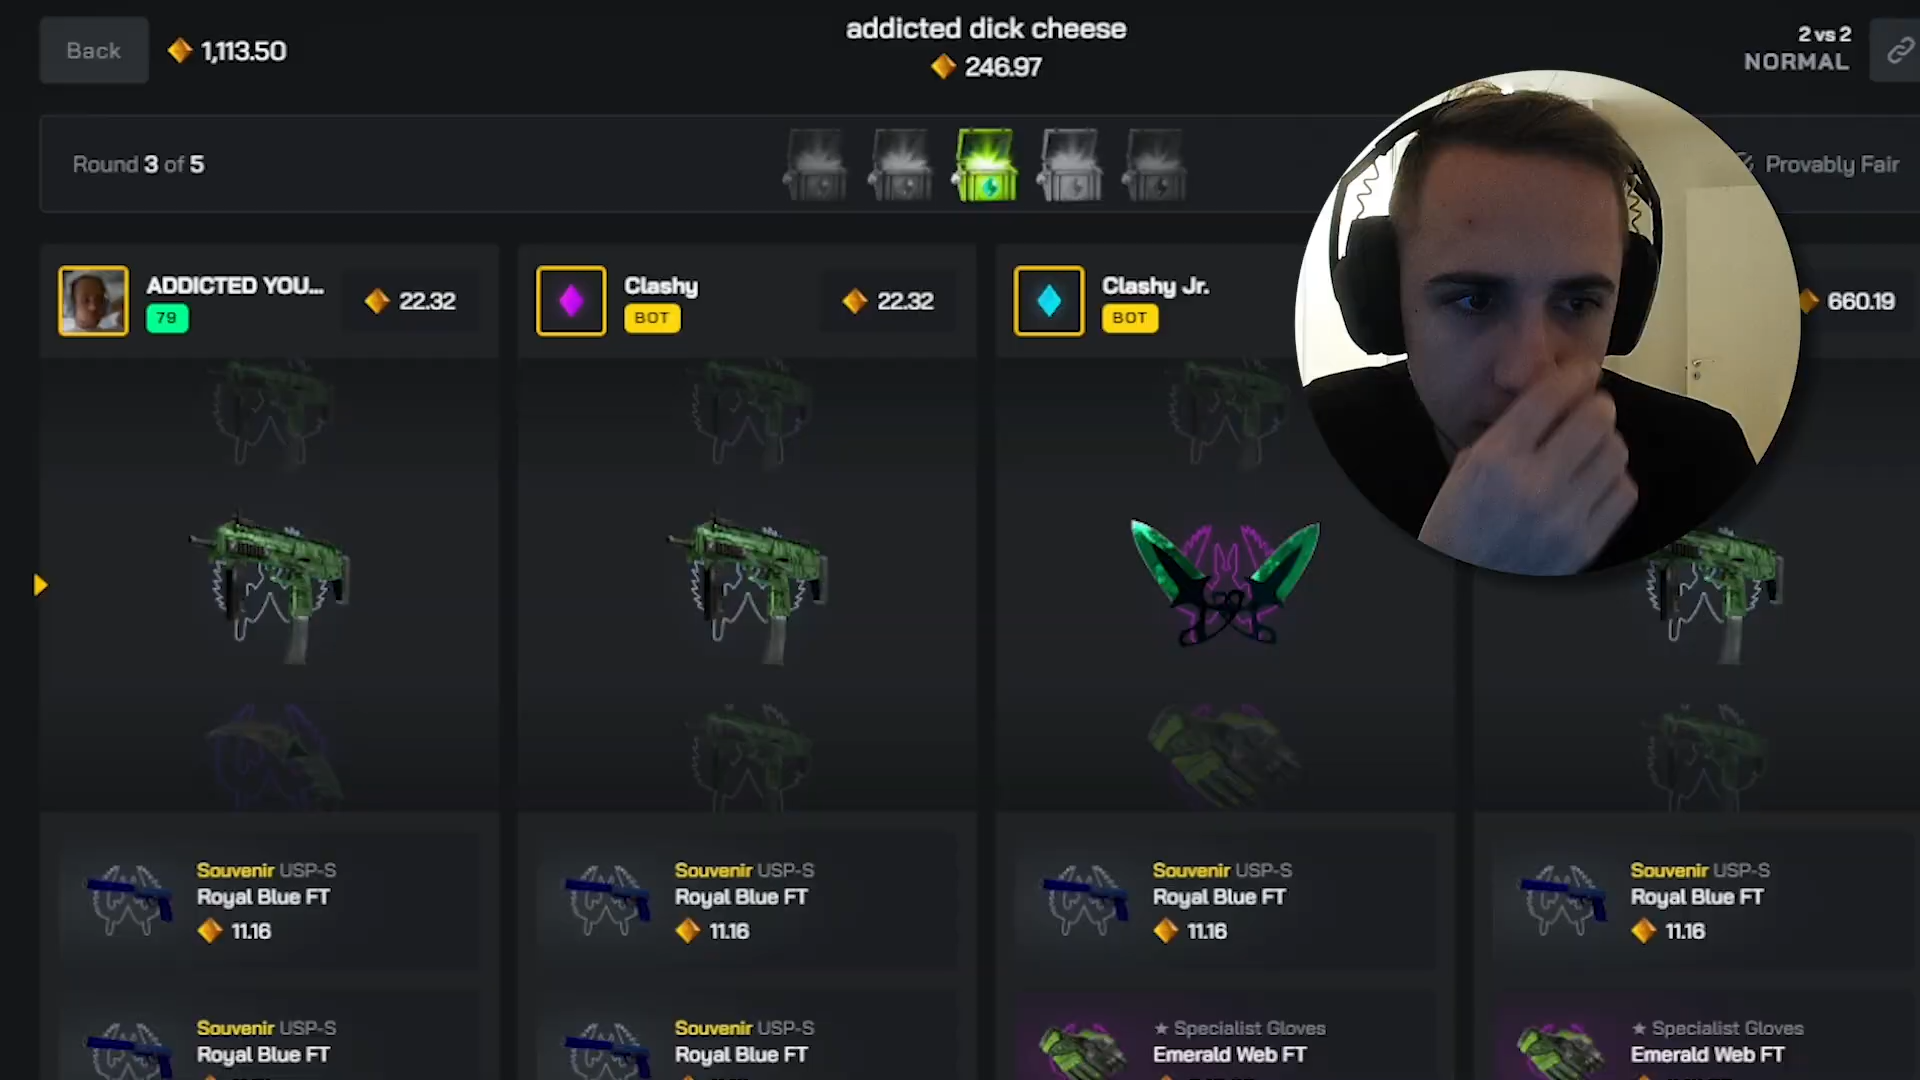 Back
1,113.50
addicted dick cheese
246.97
2 vs 2
NORMAL
Round 3 of 5
Provably Fair
ADDICTED YOU...
79
22.32
Clashy
BOT
22.32
Clashy Jr.
BOT
660.19
Souvenir USP-S
Royal Blue FT
11.16
Souvenir USP-S
Royal Blue FT
11.16
Souvenir USP-S
Royal Blue FT
11.16
Souvenir USP-S
Royal Blue FT
11.16
Souvenir USP-S
Royal Blue FT
Souvenir USP-S
Royal Blue FT
★ Specialist Gloves
Emerald Web FT
★ Specialist Gloves
Emerald Web FT